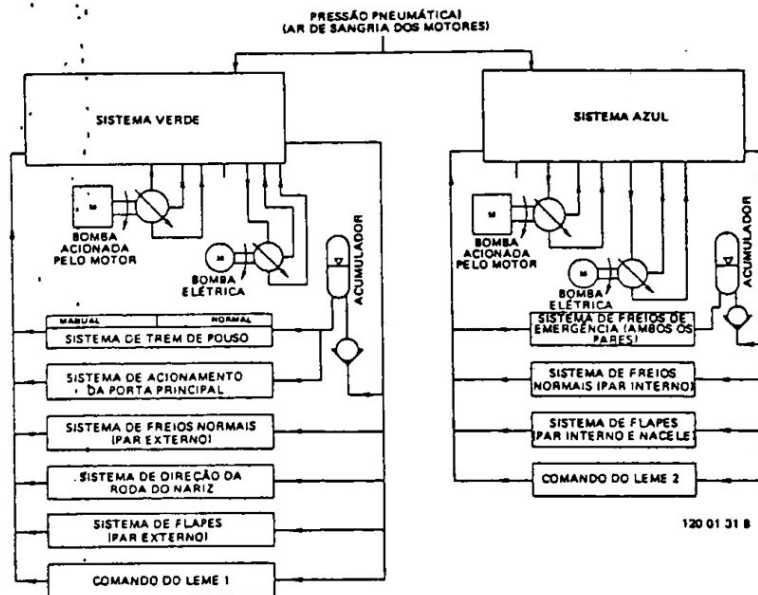 PRESSÃO PNEUMÁTICA)
(AR DE SANGRIA DOS MOTORES)
SISTEMA VERDE
M
BOMBA
ACIONADA
PELO MOTOR
M
BOMBA
ELÉTRICA
ACUMULADOR
MANUAL NORMAL
SISTEMA DE TREM DE POUSO
SISTEMA DE ACIONAMENTO
DA PORTA PRINCIPAL
SISTEMA DE FREIOS NORMAIS
(PAR EXTERNO)
SISTEMA DE DIREÇÃO DA
RODA DO NARIZ
SISTEMA DE FLAPES
(PAR EXTERNO)
COMANDO DO LEME 1
SISTEMA AZUL
M
BOMBA
ACIONADA
PELO MOTOR
M
BOMBA
ELÉTRICA
ACUMULADOR
SISTEMA DE FREIOS DE
EMERGÊNCIA (AMBOS OS
PARES)
SISTEMA DE FREIOS
NORMAIS (PAR INTERNO)
SISTEMA DE FLAPES
(PAR INTERNO E NACELE)
COMANDO DO LEME 2
120 01 31 B